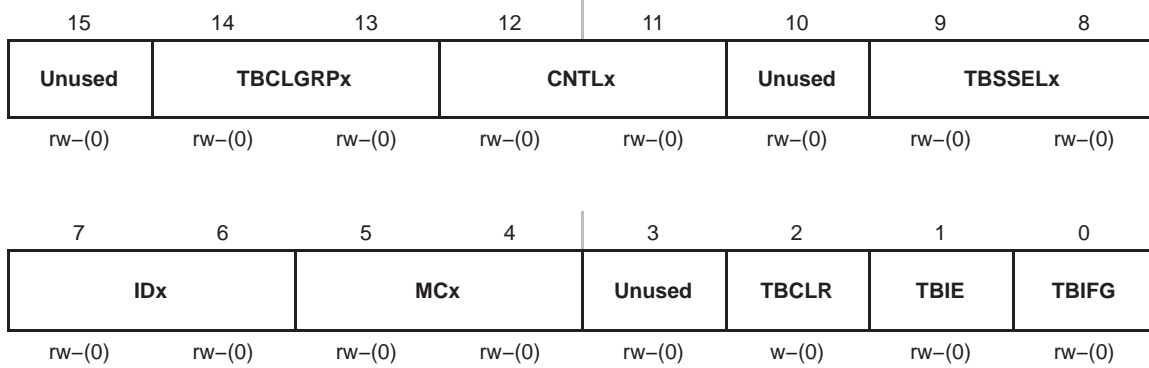 15 14 13 12 11 10 9 8
Unused TBCLGRPx CNTLx Unused TBSSELx
rw−(0) rw−(0) rw−(0) rw−(0) rw−(0) rw−(0) rw−(0) rw−(0)
7 6 5 4 3 2 1 0
IDx MCx Unused TBCLR TBIE TBIFG
rw−(0) rw−(0) rw−(0) rw−(0) rw−(0) w−(0) rw−(0) rw−(0)